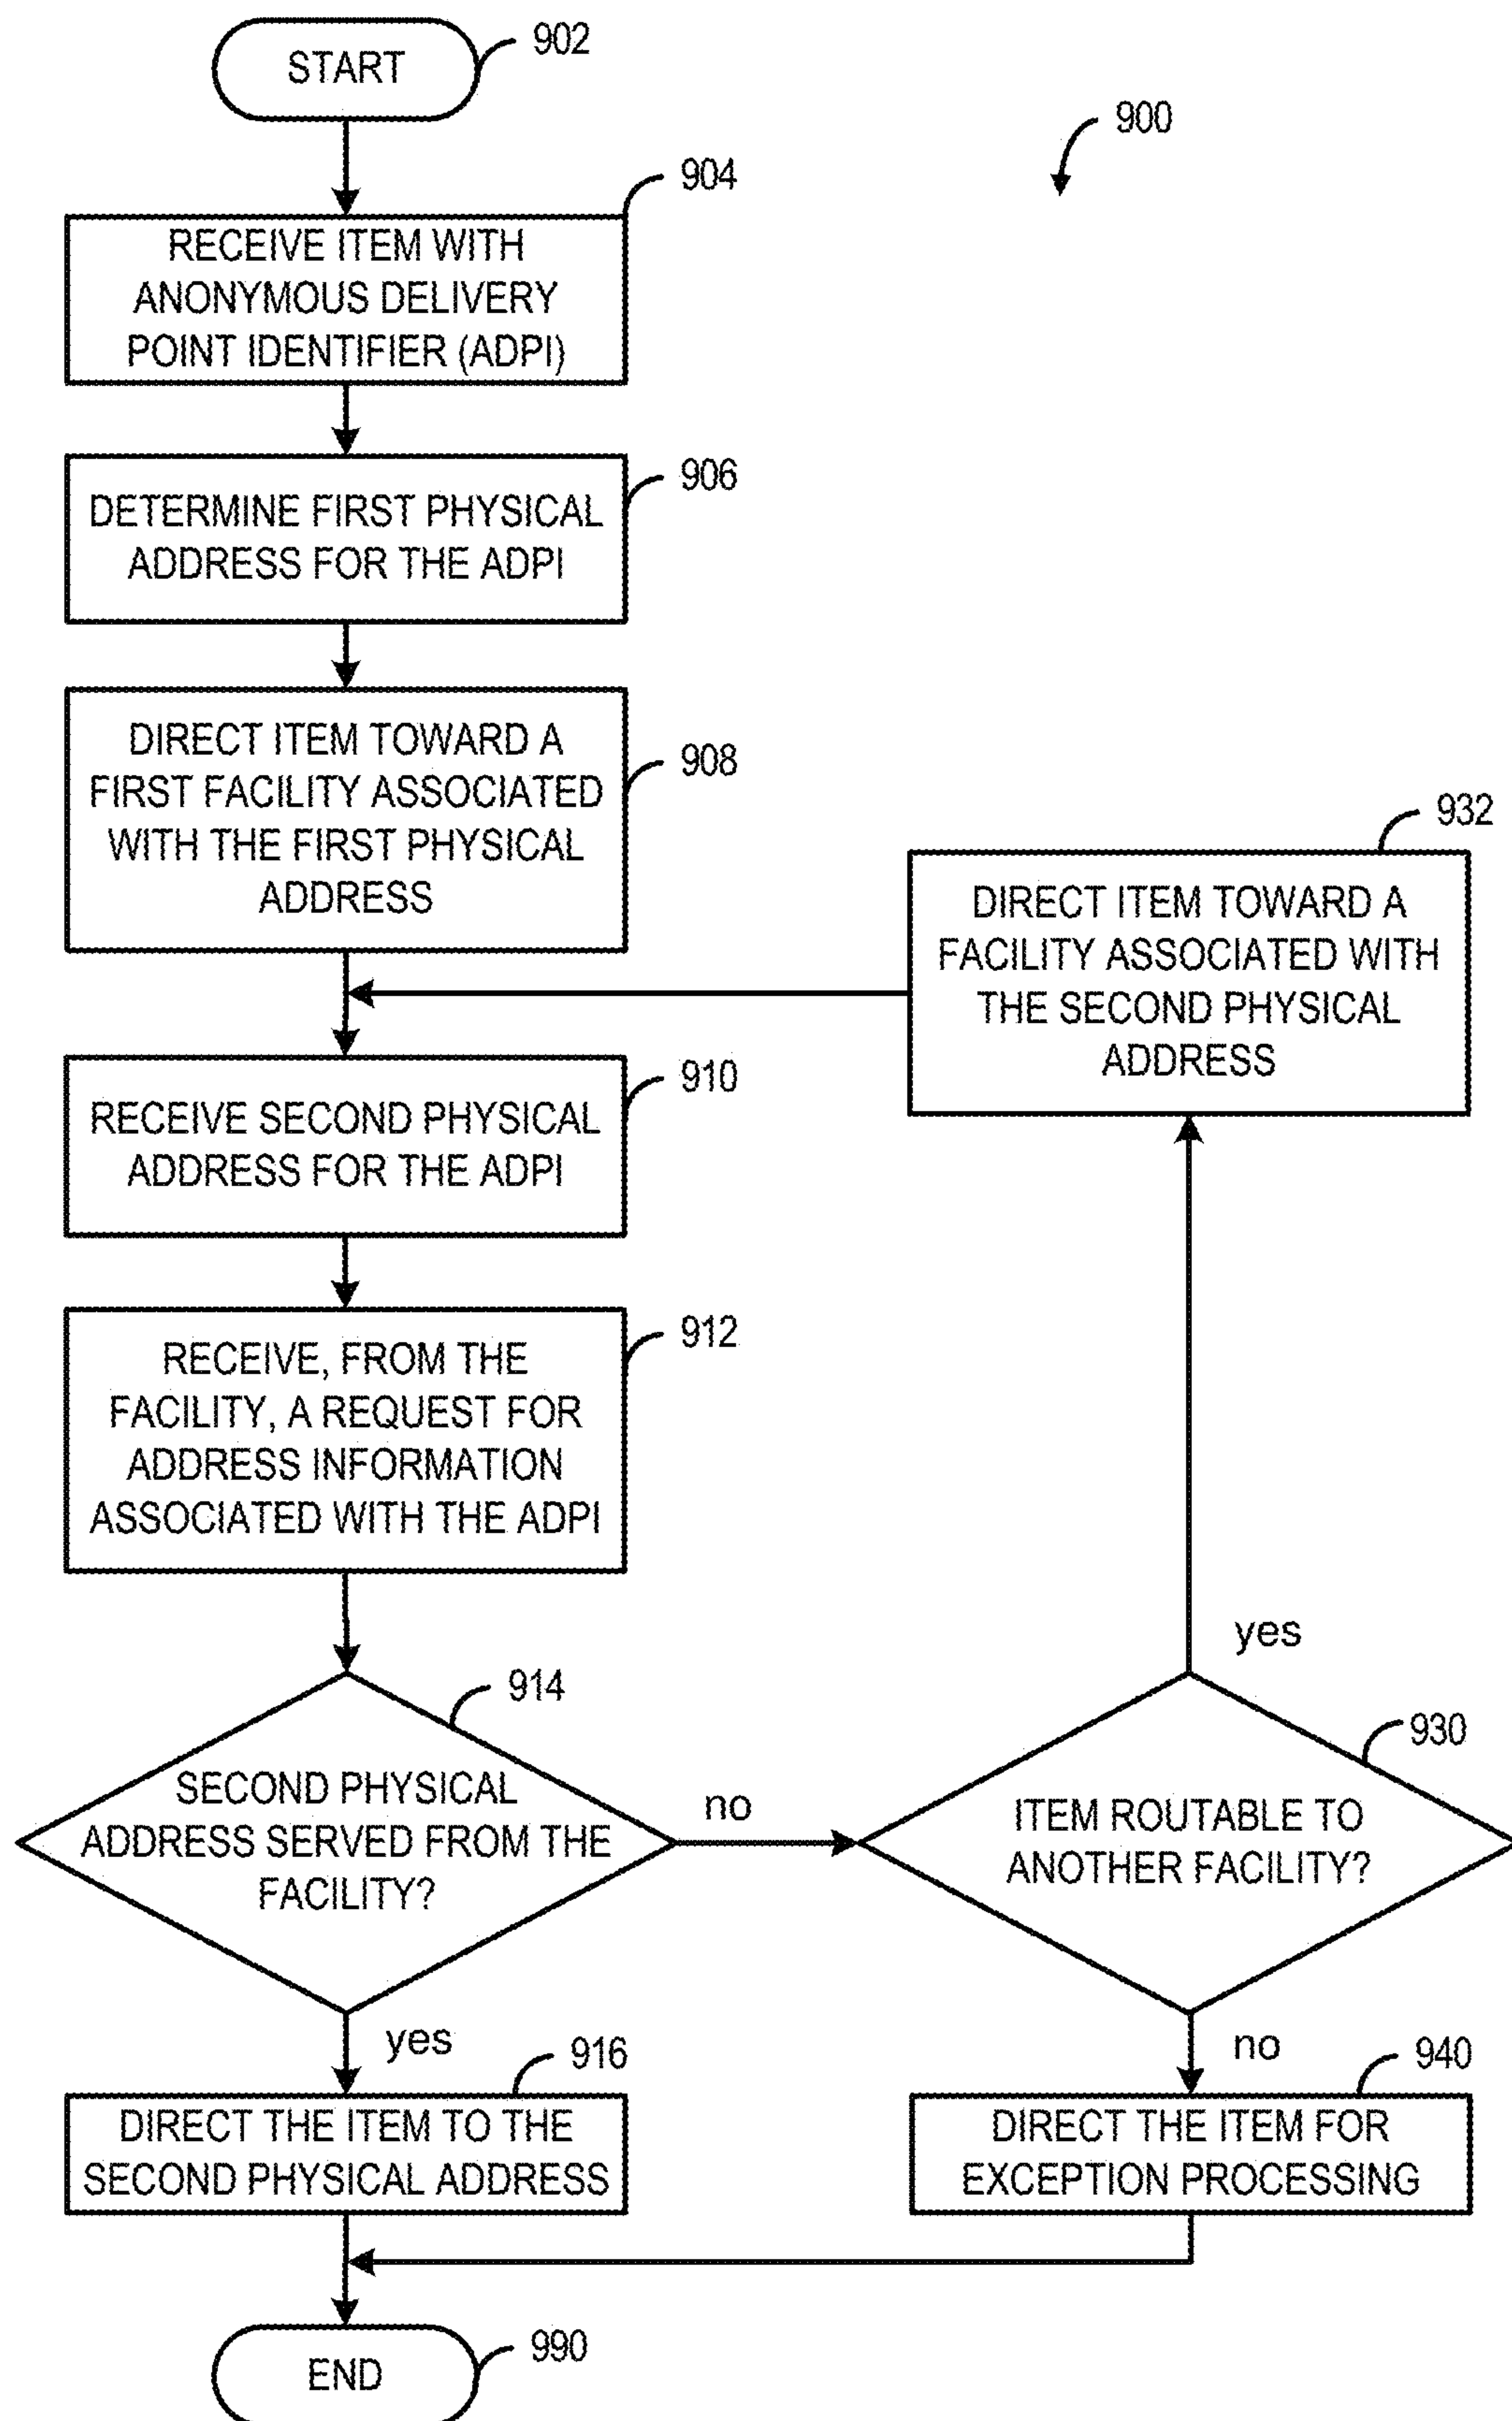 START
902
900
904
RECEIVE ITEM WITH
ANONYMOUS DELIVERY
POINT IDENTIFIER (ADPI)
906
DETERMINE FIRST PHYSICAL
ADDRESS FOR THE ADPI
908
DIRECT ITEM TOWARD A
FIRST FACILITY ASSOCIATED
WITH THE FIRST PHYSICAL
ADDRESS
932
DIRECT ITEM TOWARD A
FACILITY ASSOCIATED WITH
THE SECOND PHYSICAL
ADDRESS
910
RECEIVE SECOND PHYSICAL
ADDRESS FOR THE ADPI
912
RECEIVE, FROM THE
FACILITY, A REQUEST FOR
ADDRESS INFORMATION
ASSOCIATED WITH THE ADPI
914
SECOND PHYSICAL
ADDRESS SERVED FROM THE
FACILITY?
no
yes
930
ITEM ROUTABLE TO
ANOTHER FACILITY?
yes
916
DIRECT THE ITEM TO THE
SECOND PHYSICAL ADDRESS
no
940
DIRECT THE ITEM FOR
EXCEPTION PROCESSING
END
990